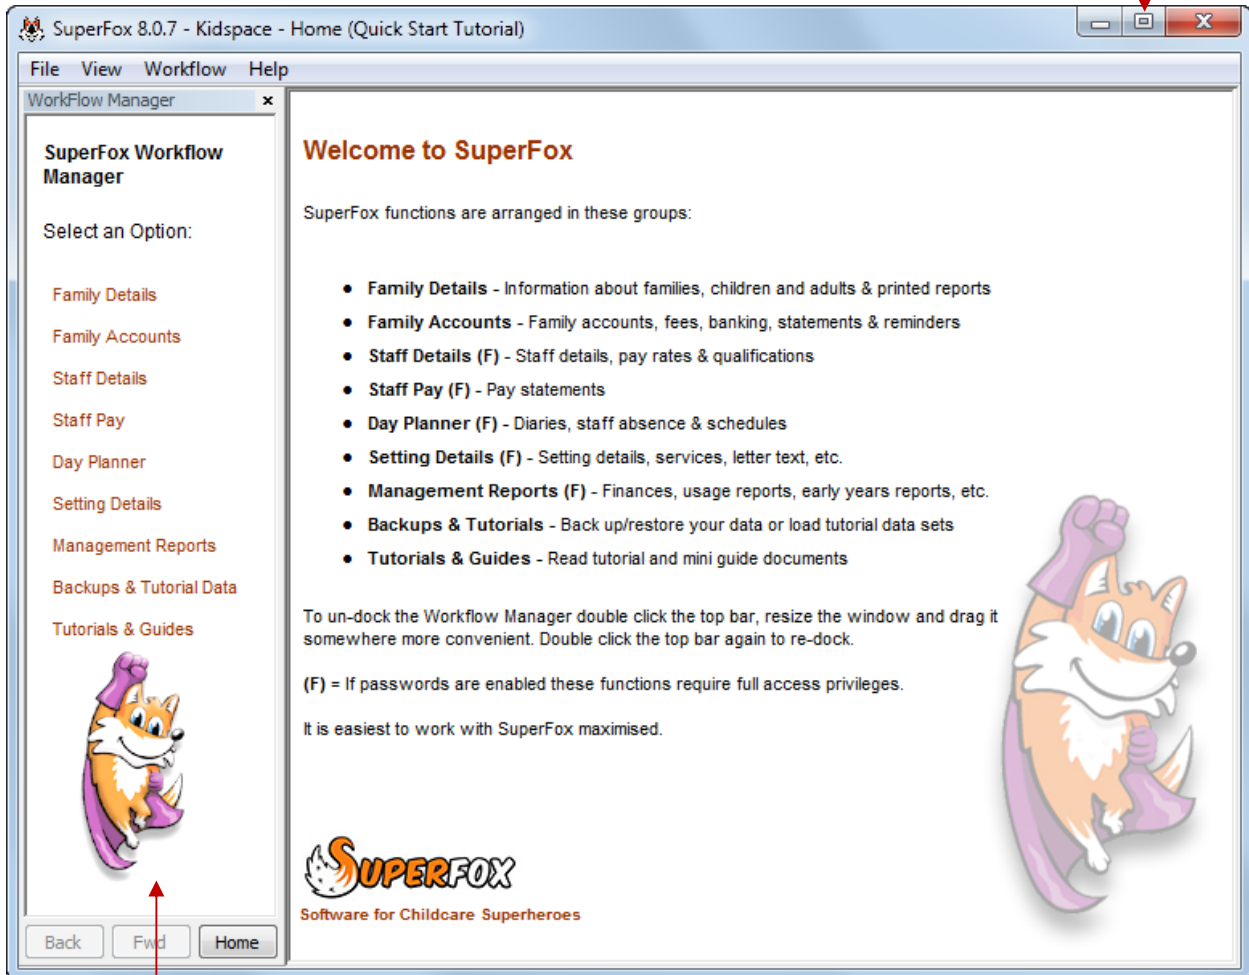 SuperFox 8.0.7 - Kidspace - Home (Quick Start Tutorial)
File View Workflow Help
WorkFlow Manager
SuperFox Workflow
Manager
Select an Option:
Family Details
Family Accounts
Staff Details
Staff Pay
Day Planner
Setting Details
Management Reports
Backups & Tutorial Data
Tutorials & Guides
Back Fwd Home
Welcome to SuperFox
SuperFox functions are arranged in these groups:
• Family Details - Information about families, children and adults & printed reports
• Family Accounts - Family accounts, fees, banking, statements & reminders
• Staff Details (F) - Staff details, pay rates & qualifications
• Staff Pay (F) - Pay statements
• Day Planner (F) - Diaries, staff absence & schedules
• Setting Details (F) - Setting details, services, letter text, etc.
• Management Reports (F) - Finances, usage reports, early years reports, etc.
• Backups & Tutorials - Back up/restore your data or load tutorial data sets
• Tutorials & Guides - Read tutorial and mini guide documents
To un-dock the Workflow Manager double click the top bar, resize the window and drag it
somewhere more convenient. Double click the top bar again to re-dock.
(F) = If passwords are enabled these functions require full access privileges.
It is easiest to work with SuperFox maximised.
SUPERFOX
Software for Childcare Superheroes